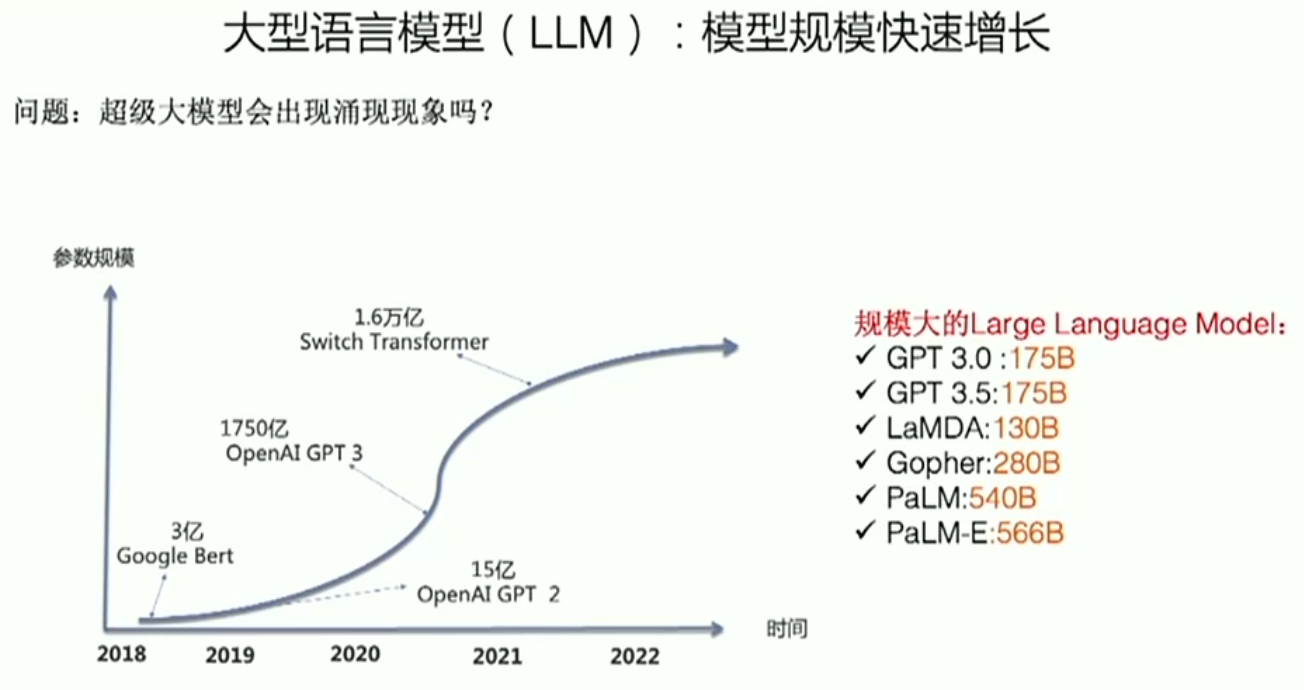 大型语言模型（LLM）：模型规模快速增长
问题：超级大模型会出现涌现现象吗？
参数规模
1.6万亿
Switch Transformer
1750亿
OpenAI GPT 3
3亿
Google Bert
15亿
OpenAI GPT 2
时间
2018 2019 2020 2021 2022
规模大的Large Language Model：
✓ GPT 3.0 :175B
✓ GPT 3.5:175B
✓ LaMDA:130B
✓ Gopher:280B
✓ PaLM:540B
✓ PaLM-E:566B